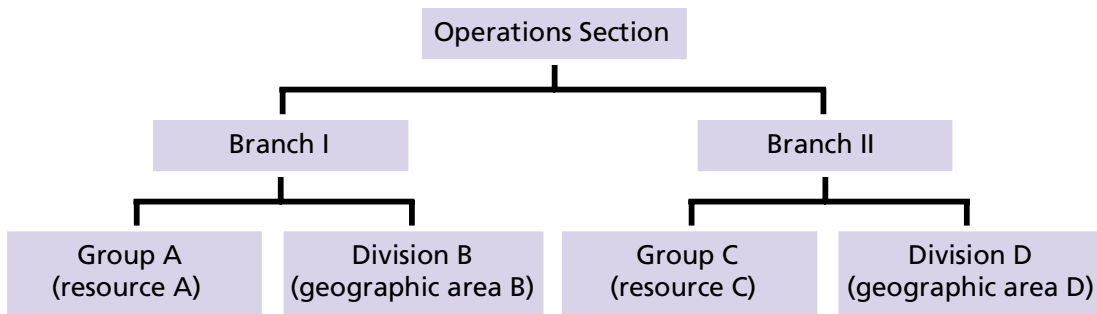 Operations Section
Branch I
Branch II
Group A
(resource A)
Division B
(geographic area B)
Group C
(resource C)
Division D
(geographic area D)